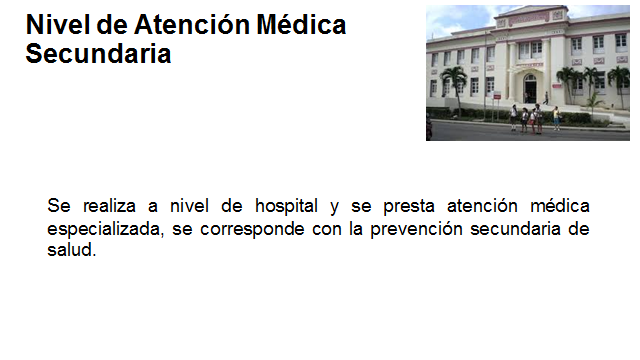 Nivel de Atención Médica
Secundaria
Se realiza a nivel de hospital y se presta atención médica
especializada, se corresponde con la prevención secundaria de
salud.